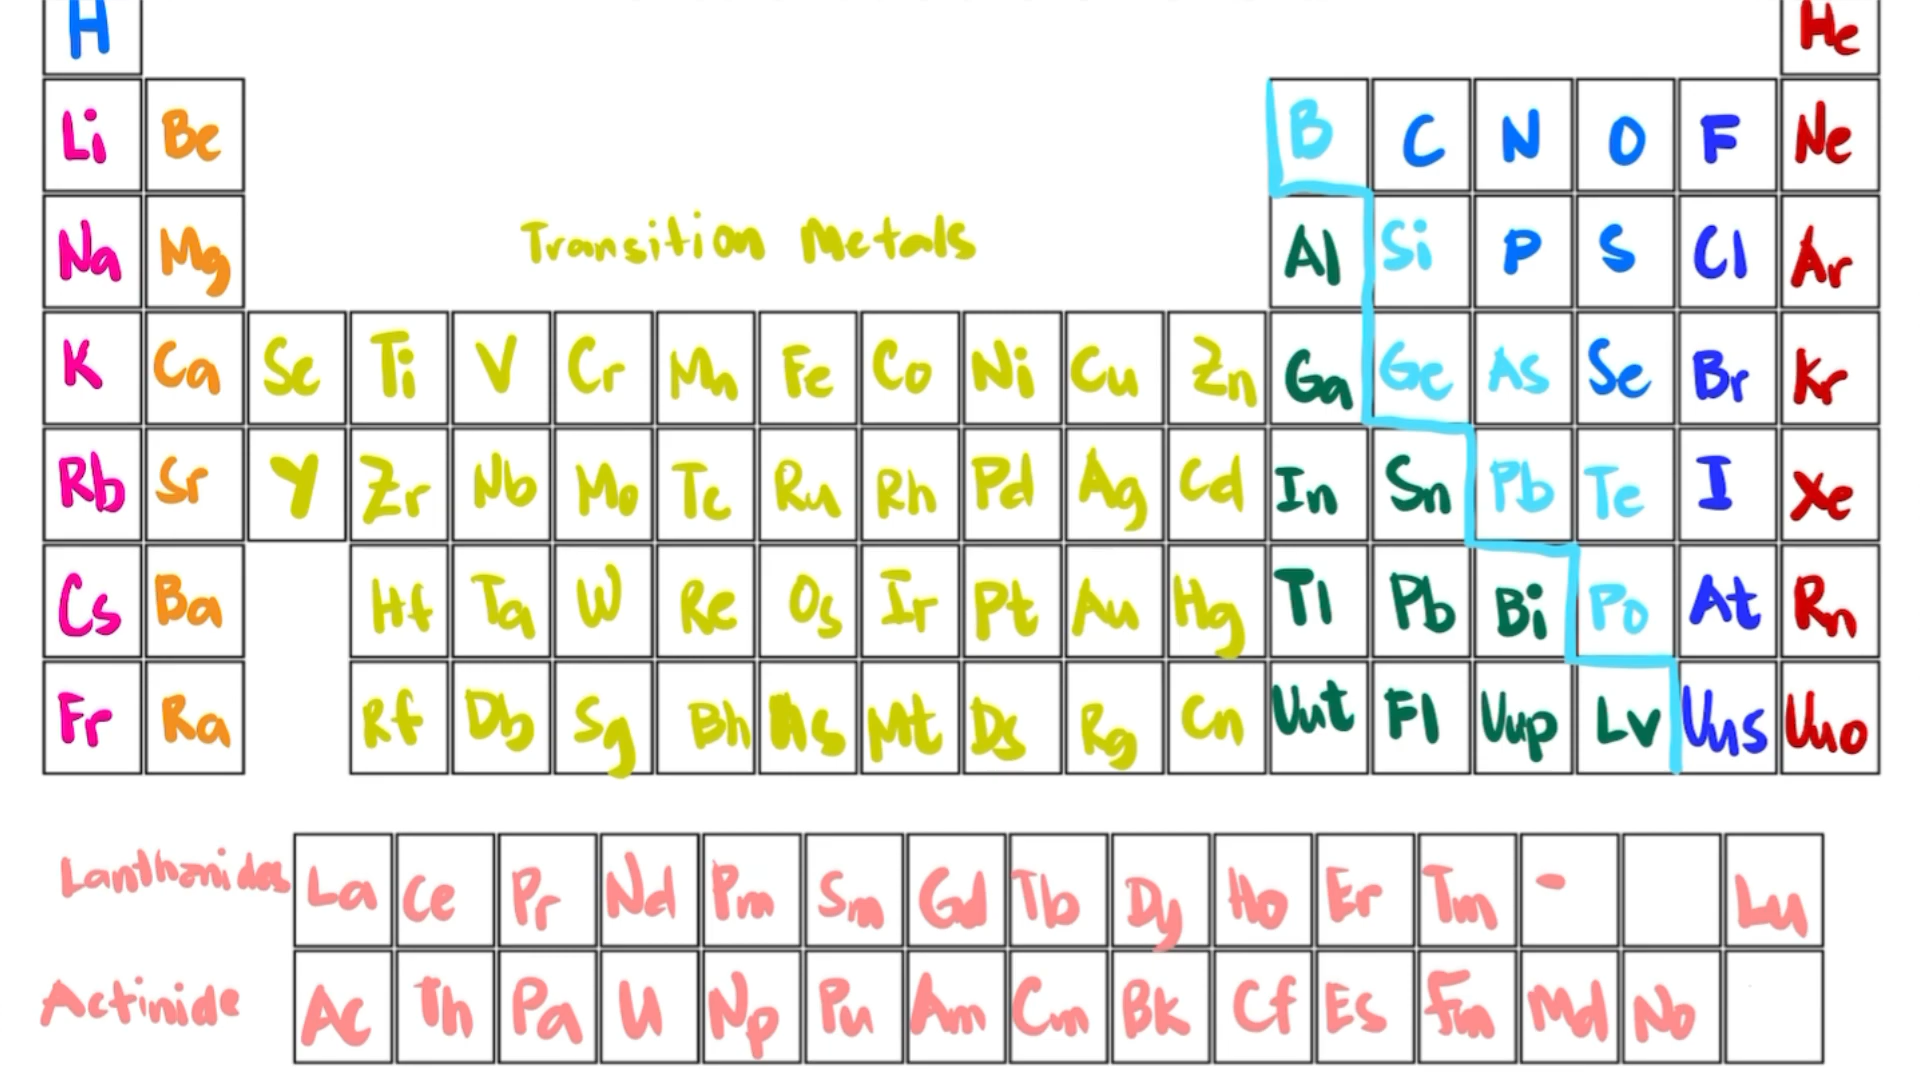 H He
Li Be B C N O F Ne
Na Mg Transition Metals Al Si P S Cl Ar
K Ca Sc Ti V Cr Mn Fe Co Ni Cu Zn Ga Ge As Se Br Kr
Rb Sr Y Zr Nb Mo Tc Ru Rh Pd Ag Cd In Sn Pb Te I Xe
Cs Ba Hf Ta W Re Os Ir Pt Au Hg Tl Pb Bi Po At Rn
Fr Ra Rf Db Sg Bh Hs Mt Ds Rg Cn Uut Fl Uup Lv Uus Uuo
Lanthanides La Ce Pr Nd Pm Sm Gd Tb Dy Ho Er Tm - Lu
Actinide Ac Th Pa U Np Pu Am Cm Bk Cf Es Fm Md No